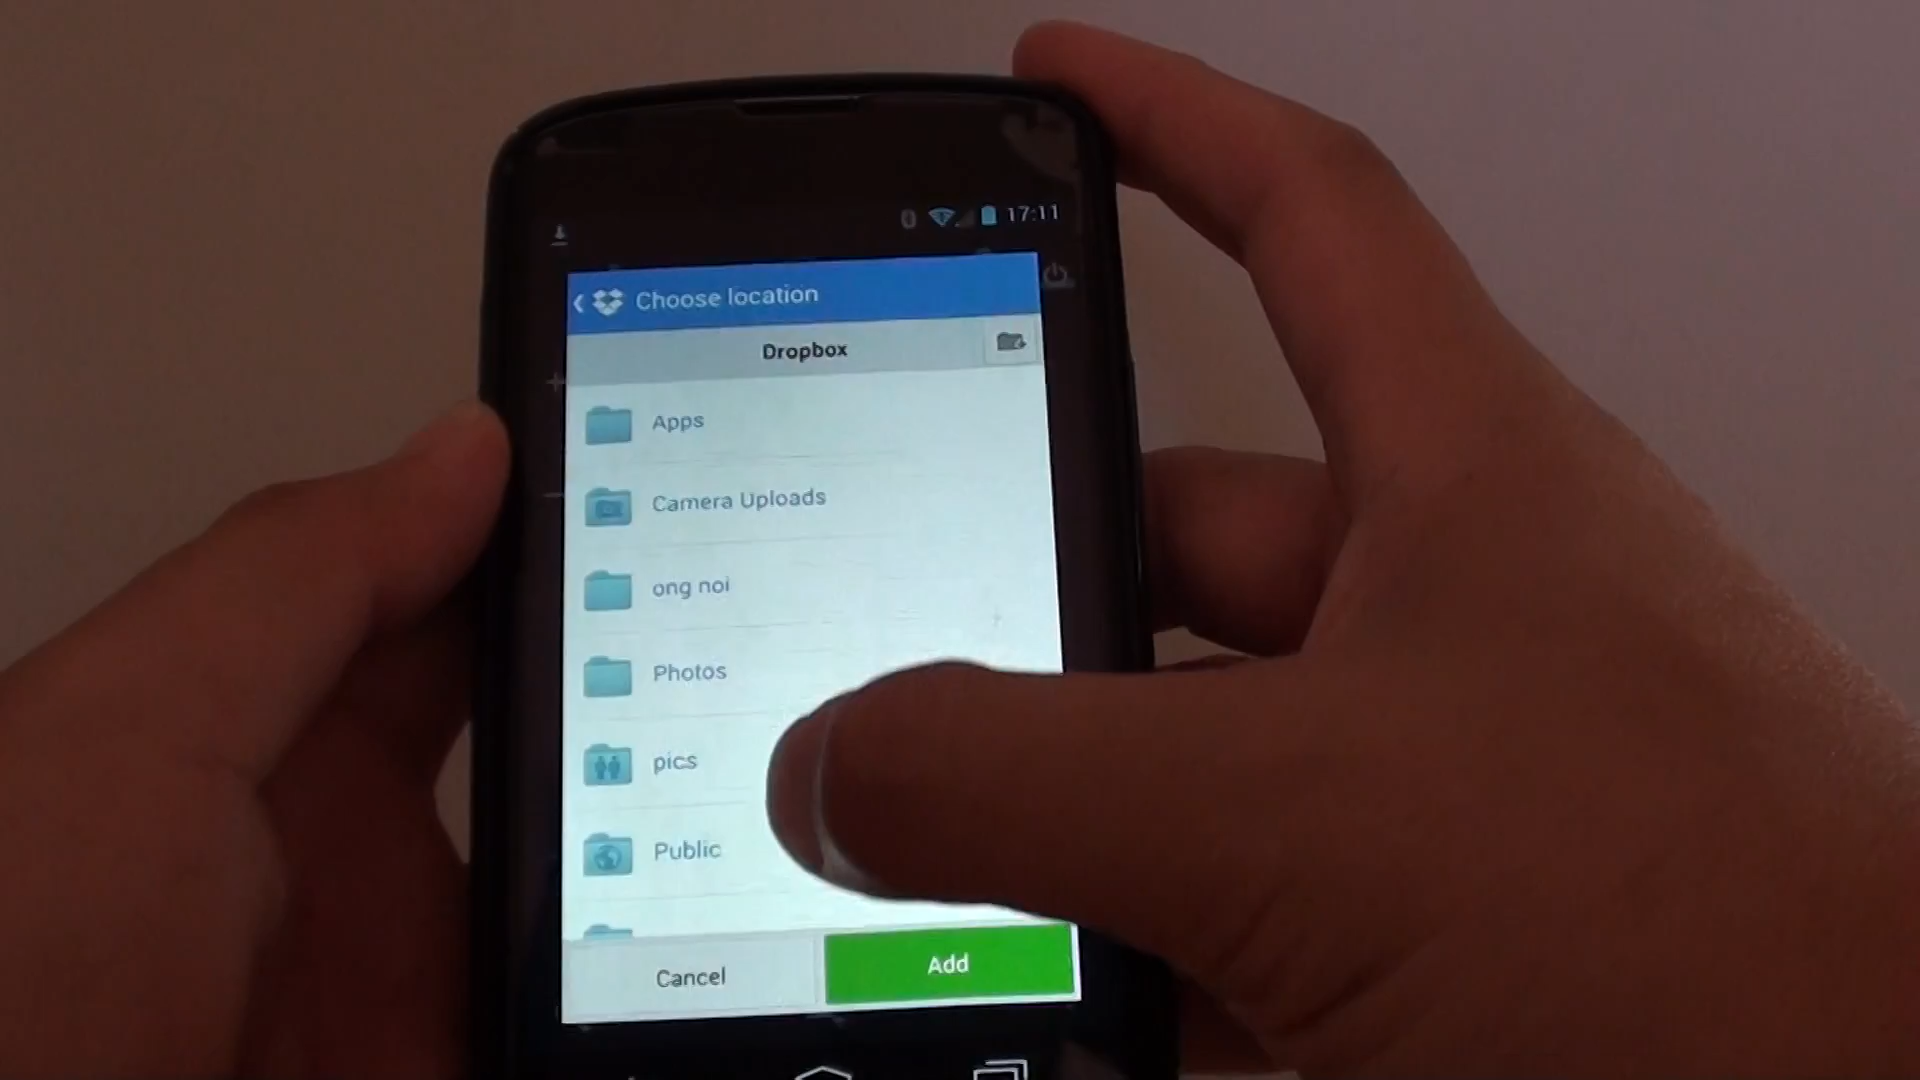 17:11
Choose location
Dropbox
Apps
Camera Uploads
ong noi
Photos
pics
Public
Cancel
Add